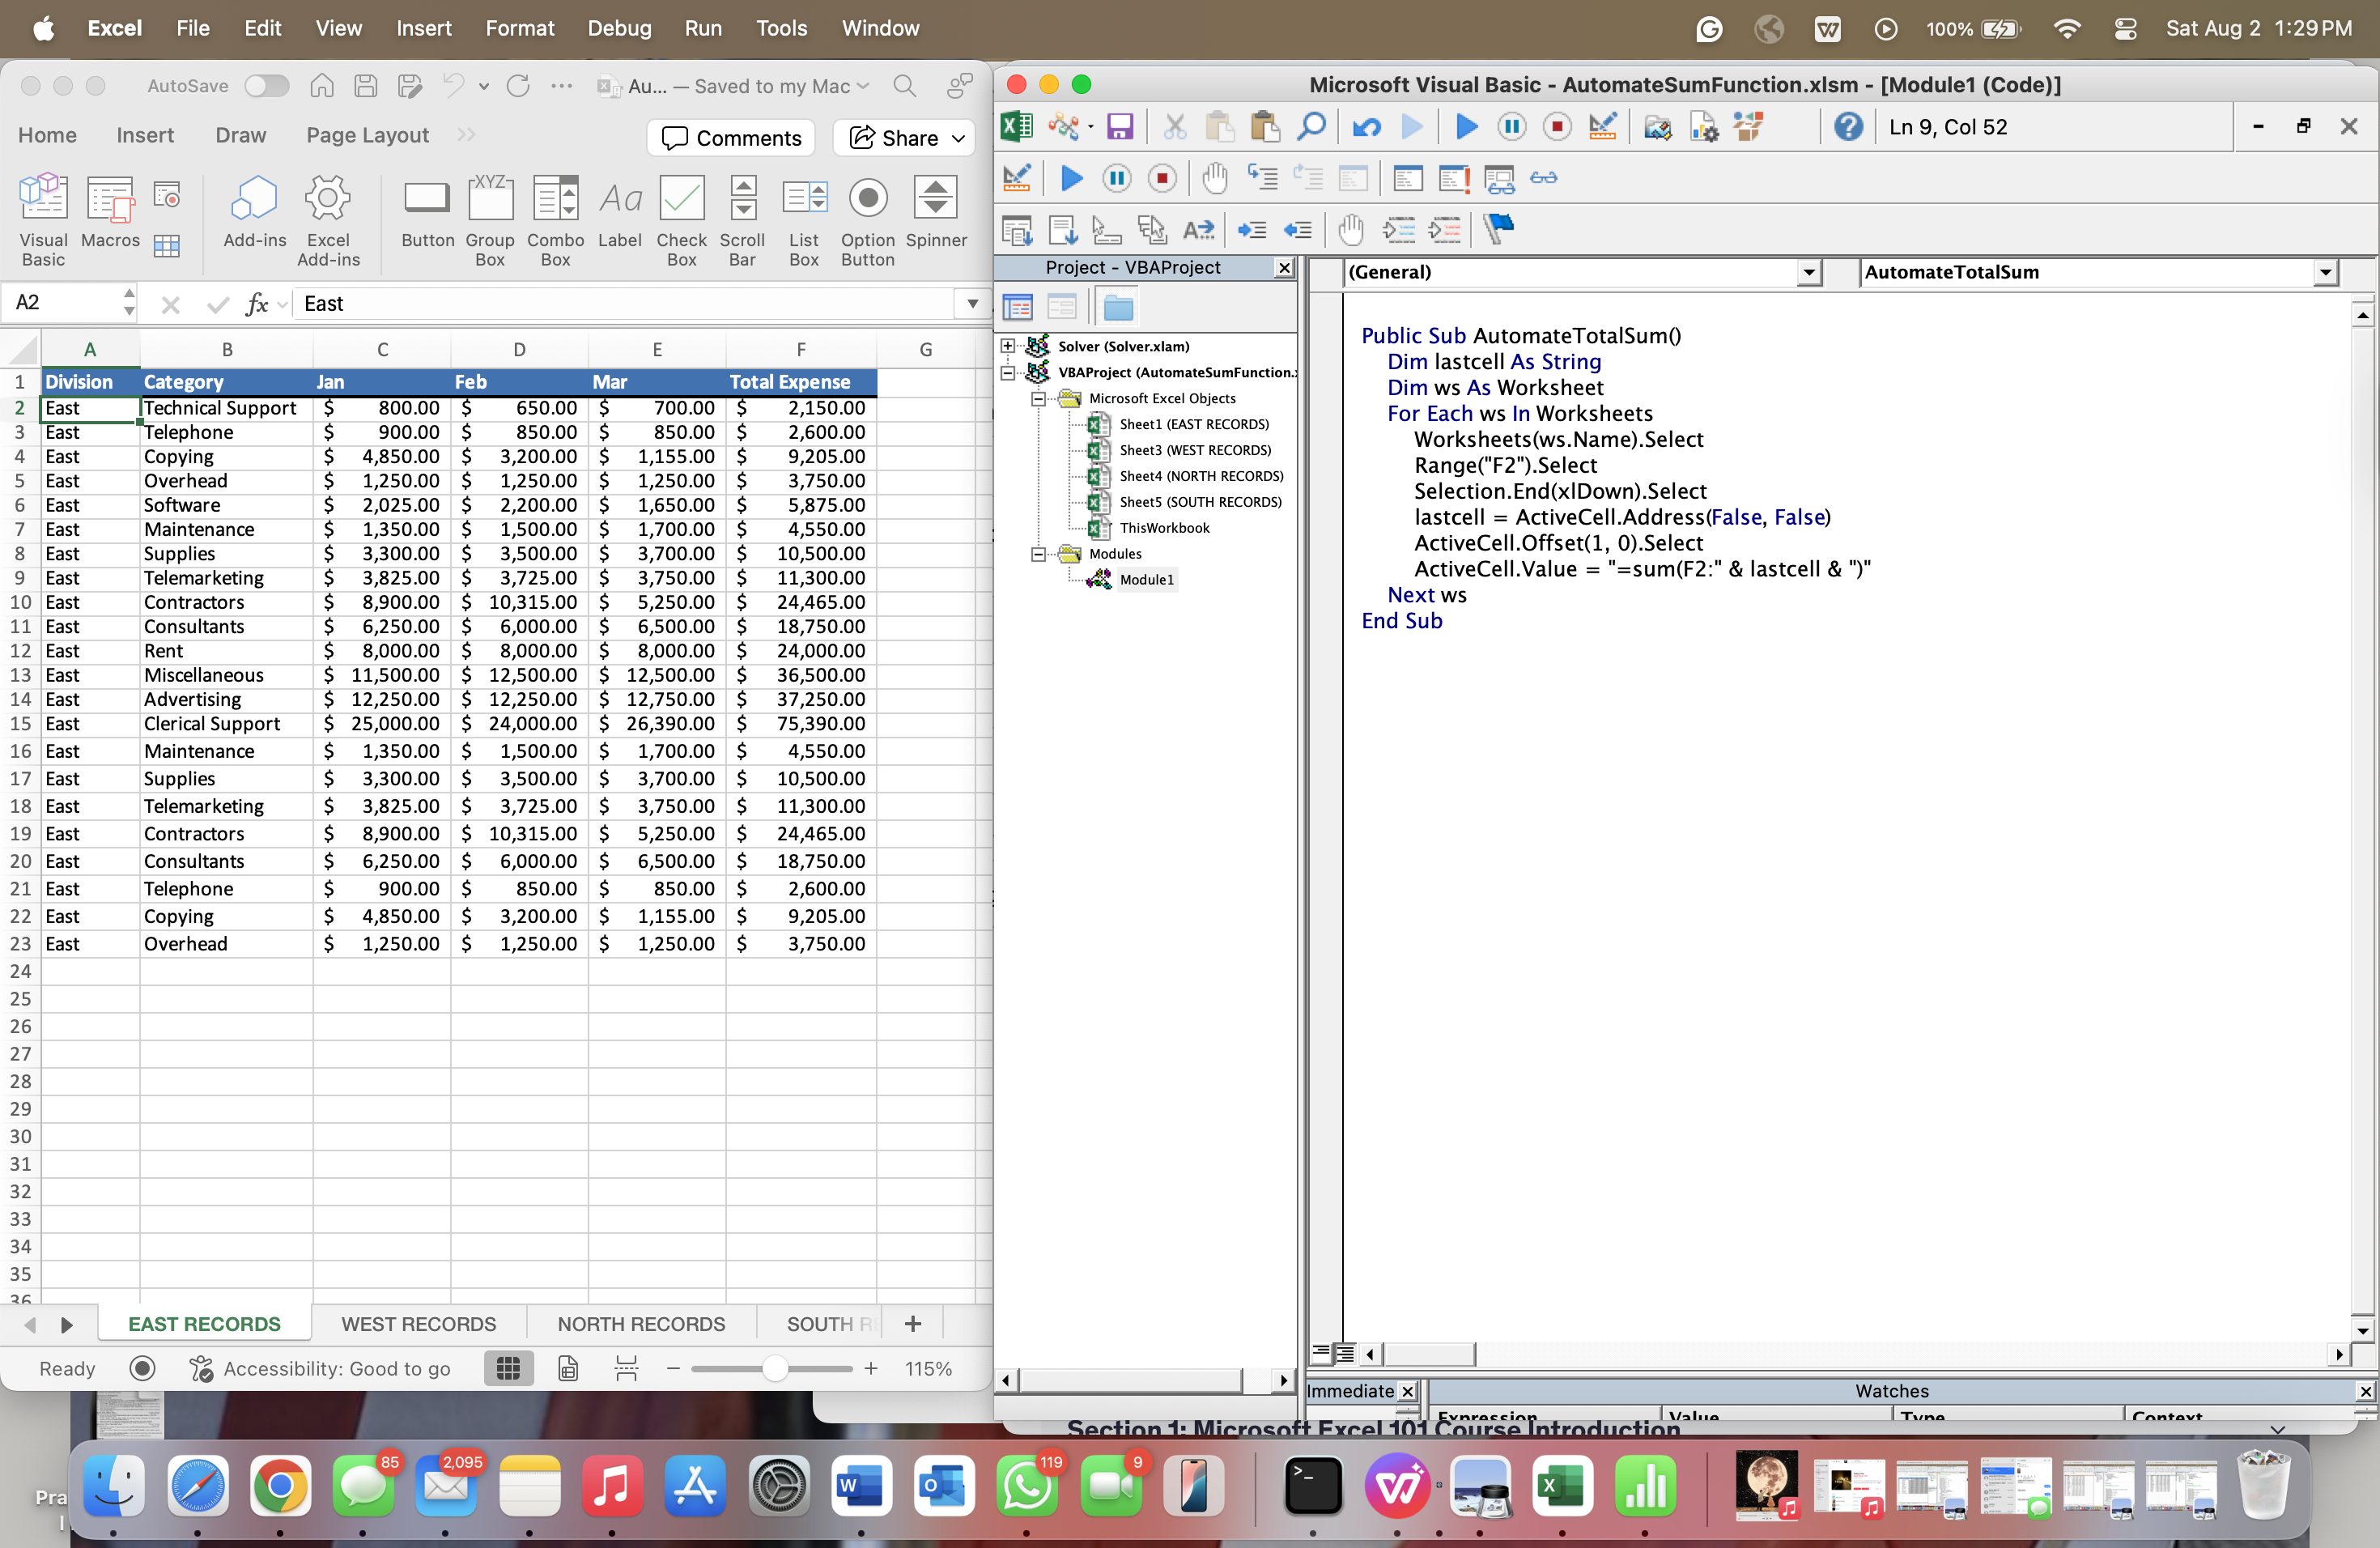 Excel File Edit View Insert Format Debug Run Tools Window 100% Sat Aug 2 1:29 PM
AutoSave Au... — Saved to my Mac
Home Insert Draw Page Layout Comments Share
Visual Basic Macros Add-ins Excel Add-ins Button Group Box Combo Box Label Check Box Scroll Bar List Box Option Button Spinner
XYZ Aa
A2 fx East
A B C D E F G
1 Division Category Jan Feb Mar Total Expense
2 East Technical Support $ 800.00 $ 650.00 $ 700.00 $ 2,150.00
3 East Telephone $ 900.00 $ 850.00 $ 850.00 $ 2,600.00
4 East Copying $ 4,850.00 $ 3,200.00 $ 1,155.00 $ 9,205.00
5 East Overhead $ 1,250.00 $ 1,250.00 $ 1,250.00 $ 3,750.00
6 East Software $ 2,025.00 $ 2,200.00 $ 1,650.00 $ 5,875.00
7 East Maintenance $ 1,350.00 $ 1,500.00 $ 1,700.00 $ 4,550.00
8 East Supplies $ 3,300.00 $ 3,500.00 $ 3,700.00 $ 10,500.00
9 East Telemarketing $ 3,825.00 $ 3,725.00 $ 3,750.00 $ 11,300.00
10 East Contractors $ 8,900.00 $ 10,315.00 $ 5,250.00 $ 24,465.00
11 East Consultants $ 6,250.00 $ 6,000.00 $ 6,500.00 $ 18,750.00
12 East Rent $ 8,000.00 $ 8,000.00 $ 8,000.00 $ 24,000.00
13 East Miscellaneous $ 11,500.00 $ 12,500.00 $ 12,500.00 $ 36,500.00
14 East Advertising $ 12,250.00 $ 12,250.00 $ 12,750.00 $ 37,250.00
15 East Clerical Support $ 25,000.00 $ 24,000.00 $ 26,390.00 $ 75,390.00
16 East Maintenance $ 1,350.00 $ 1,500.00 $ 1,700.00 $ 4,550.00
17 East Supplies $ 3,300.00 $ 3,500.00 $ 3,700.00 $ 10,500.00
18 East Telemarketing $ 3,825.00 $ 3,725.00 $ 3,750.00 $ 11,300.00
19 East Contractors $ 8,900.00 $ 10,315.00 $ 5,250.00 $ 24,465.00
20 East Consultants $ 6,250.00 $ 6,000.00 $ 6,500.00 $ 18,750.00
21 East Telephone $ 900.00 $ 850.00 $ 850.00 $ 2,600.00
22 East Copying $ 4,850.00 $ 3,200.00 $ 1,155.00 $ 9,205.00
23 East Overhead $ 1,250.00 $ 1,250.00 $ 1,250.00 $ 3,750.00
24
25
26
27
28
29
30
31
32
33
34
35
36
EAST RECORDS WEST RECORDS NORTH RECORDS SOUTH R
Ready Accessibility: Good to go 115%
Microsoft Visual Basic - AutomateSumFunction.xlsm - [Module1 (Code)]
Ln 9, Col 52
Project - VBAProject
Solver (Solver.xlam)
VBAProject (AutomateSumFunction.
Microsoft Excel Objects
Sheet1 (EAST RECORDS)
Sheet3 (WEST RECORDS)
Sheet4 (NORTH RECORDS)
Sheet5 (SOUTH RECORDS)
ThisWorkbook
Modules
Module1
(General) AutomateTotalSum
Public Sub AutomateTotalSum()
Dim lastcell As String
Dim ws As Worksheet
For Each ws In Worksheets
Worksheets(ws.Name).Select
Range("F2").Select
Selection.End(xlDown).Select
lastcell = ActiveCell.Address(False, False)
ActiveCell.Offset(1, 0).Select
ActiveCell.Value = "=sum(F2:" & lastcell & ")"
Next ws
End Sub
Immediate Watches
Expression Value Type Context
Section 1: Microsoft Excel 101 Course Introduction
85 2,095 119 9
Pra